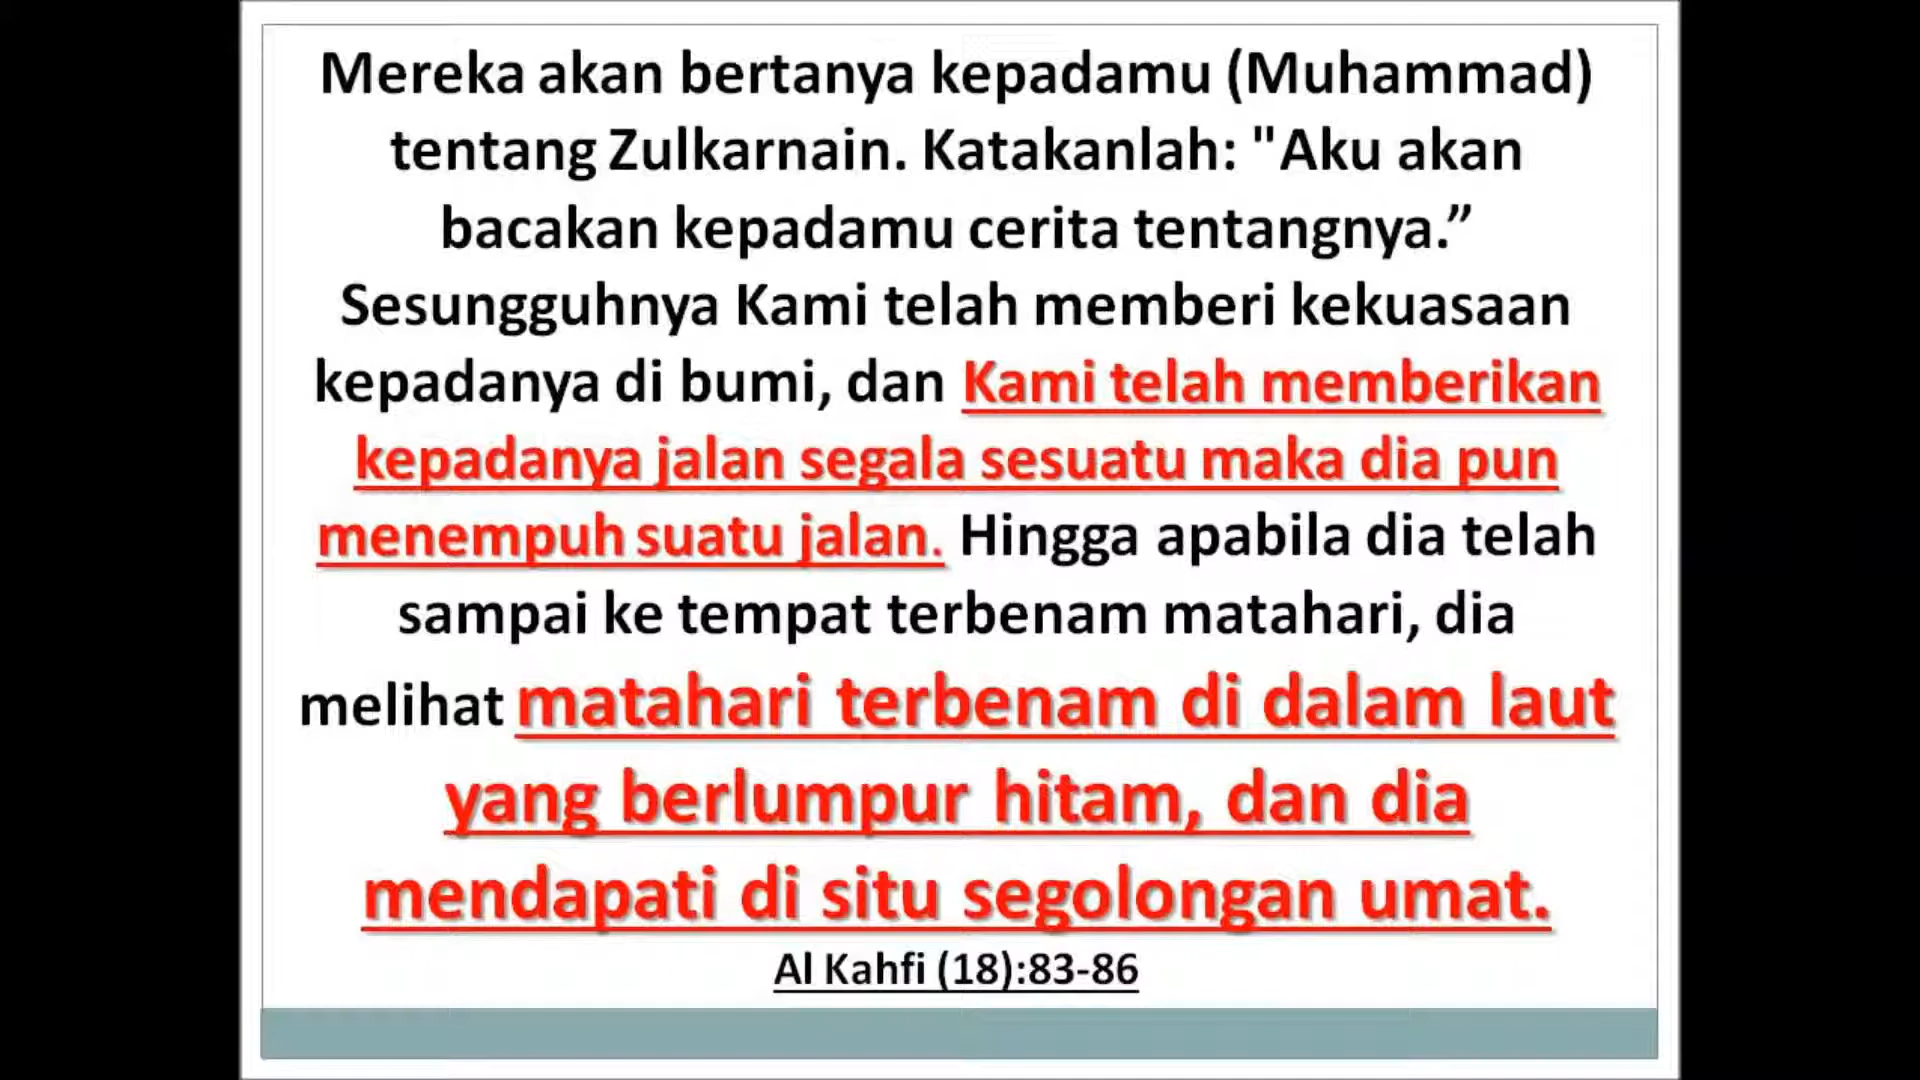 Mereka akan bertanya kepadamu (Muhammad)
tentang Zulkarnain. Katakanlah: "Aku akan
bacakan kepadamu cerita tentangnya.”
Sesungguhnya Kami telah memberi kekuasaan
kepadanya di bumi, dan Kami telah memberikan
kepadanya jalan segala sesuatu maka dia pun
menempuh suatu jalan. Hingga apabila dia telah
sampai ke tempat terbenam matahari, dia
melihat matahari terbenam di dalam laut
yang berlumpur hitam, dan dia
mendapati di situ segolongan umat.
Al Kahfi (18):83-86